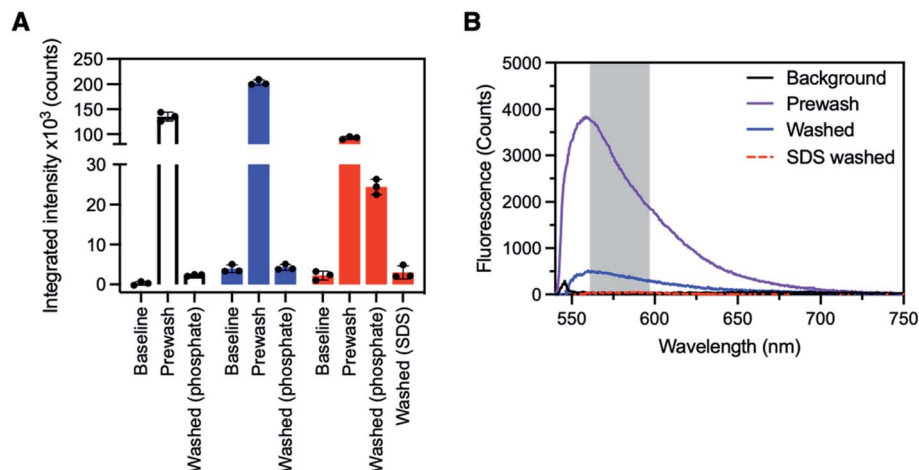 A
Integrated intensity x10³ (counts)
250
200
150
100
30
20
10
0
Baseline
Prewash
Washed (phosphate)
Baseline
Prewash
Washed (phosphate)
Baseline
Prewash
Washed (phosphate)
Washed (SDS)
B
Fluorescence (Counts)
5000
4000
3000
2000
1000
0
550
600
650
700
750
Wavelength (nm)
Background
Prewash
Washed
SDS washed